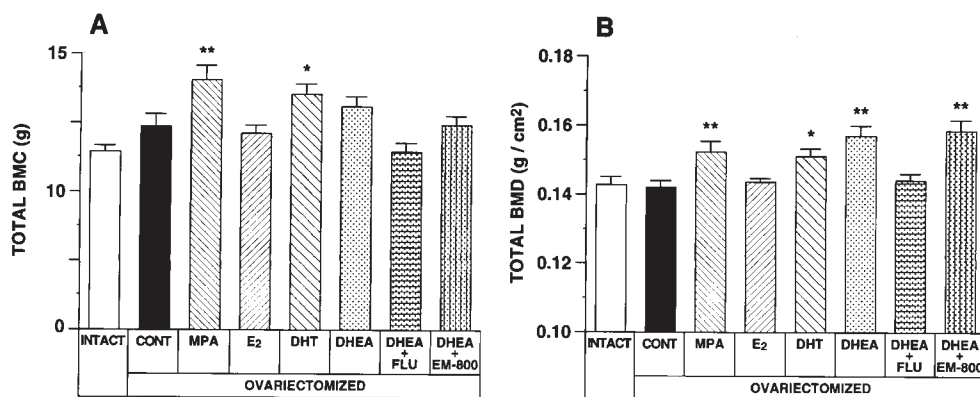 A
TOTAL BMC (g)
15
10
0
** *
INTACT CONT MPA E2 DHT DHEA DHEA + FLU DHEA + EM-800
OVARIECTOMIZED
B
TOTAL BMD (g / cm2)
0.18
0.16
0.14
0.12
0.10
** * ** **
INTACT CONT MPA E2 DHT DHEA DHEA + FLU DHEA + EM-800
OVARIECTOMIZED